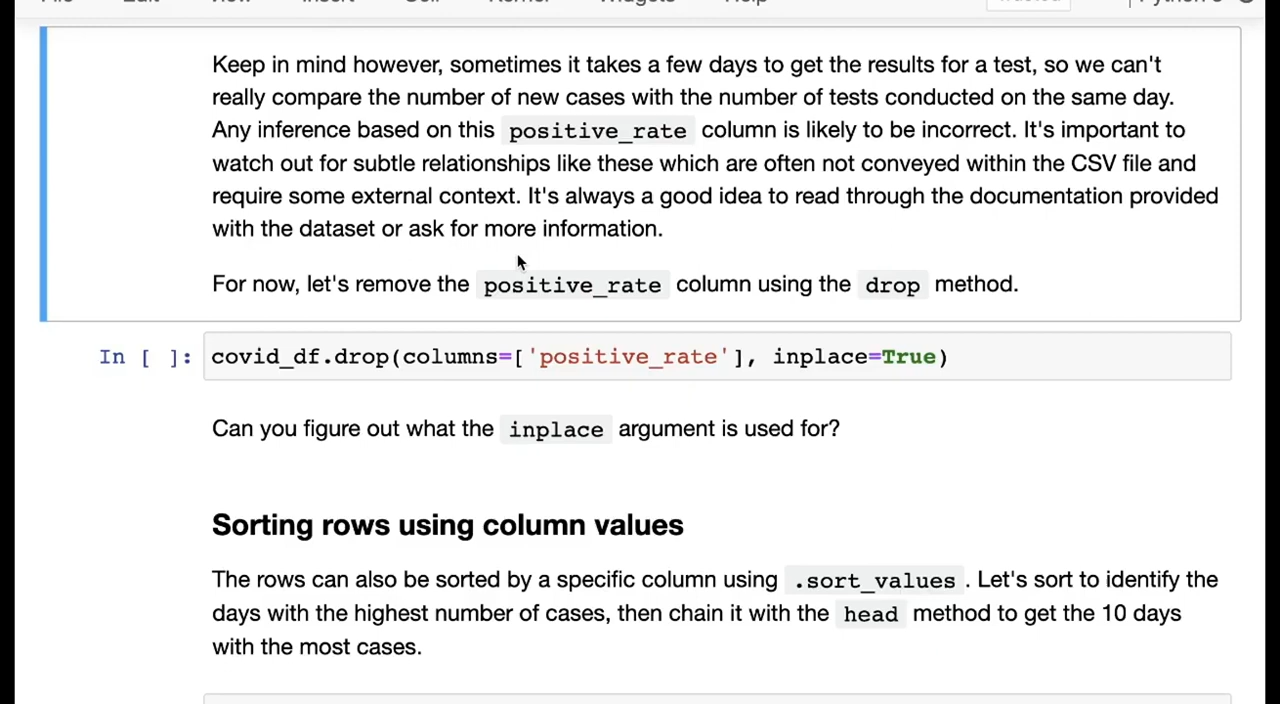 Keep in mind however, sometimes it takes a few days to get the results for a test, so we can't
really compare the number of new cases with the number of tests conducted on the same day.
Any inference based on this positive_rate column is likely to be incorrect. It's important to
watch out for subtle relationships like these which are often not conveyed within the CSV file and
require some external context. It's always a good idea to read through the documentation provided
with the dataset or ask for more information.
For now, let's remove the positive_rate column using the drop method.
In [ ]: covid_df.drop(columns=['positive_rate'], inplace=True)
Can you figure out what the inplace argument is used for?
Sorting rows using column values
The rows can also be sorted by a specific column using .sort_values . Let's sort to identify the
days with the highest number of cases, then chain it with the head method to get the 10 days
with the most cases.